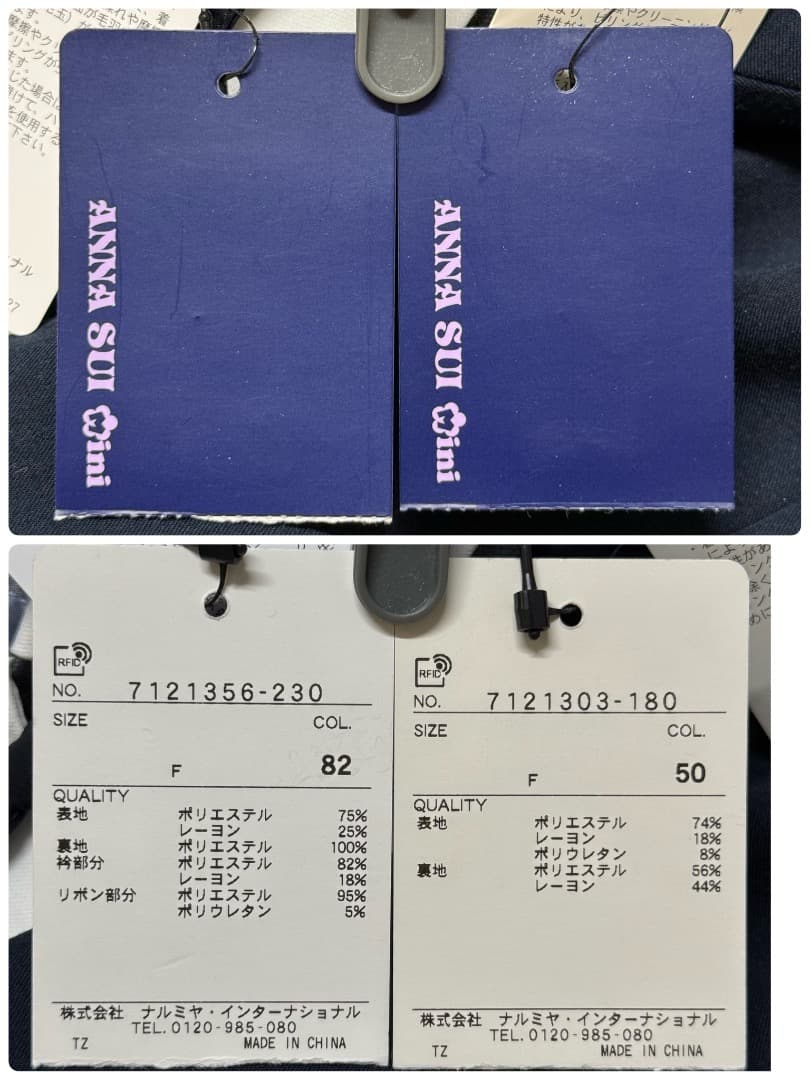 ANNA SUI mini
ANNA SUI mini
RFID
NO. 7121356-230
SIZE COL.
F 82
QUALITY
表地 ポリエステル 75%
レーヨン 25%
裏地 ポリエステル 100%
衿部分 ポリエステル 82%
レーヨン 18%
リボン部分 ポリエステル 95%
ポリウレタン 5%
株式会社 ナルミヤ・インターナショナル
TEL.0120-985-080
TZ MADE IN CHINA
RFID
NO. 7121303-180
SIZE COL.
F 50
QUALITY
表地 ポリエステル 74%
レーヨン 18%
ポリウレタン 8%
裏地 ポリエステル 56%
レーヨン 44%
株式会社 ナルミヤ・インターナショナル
TEL.0120-985-080
TZ MADE IN CHINA